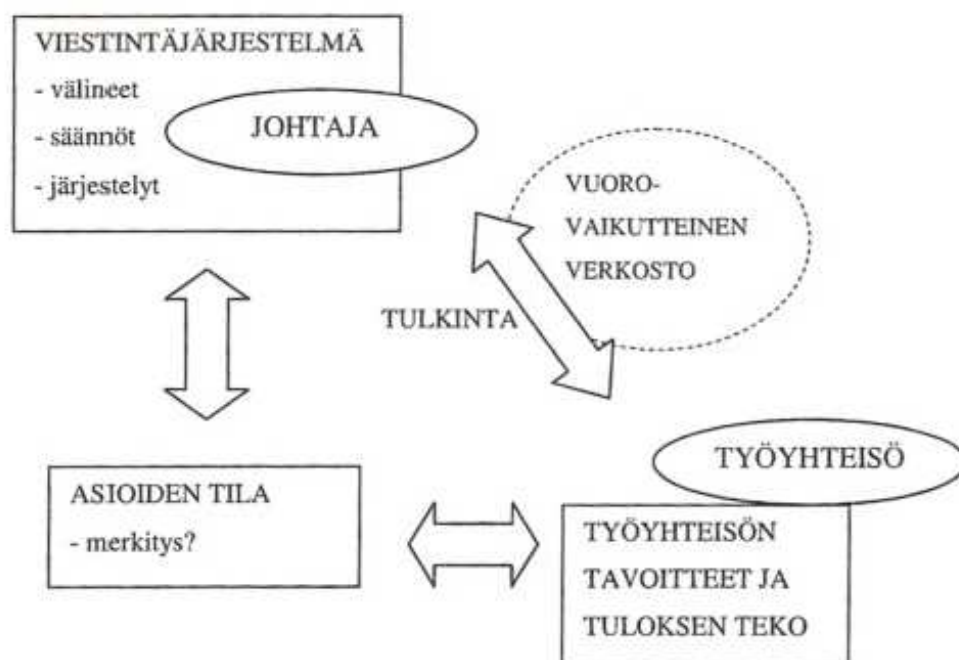 VIESTINTÄJÄRJESTELMÄ
- välineet
- säännöt
- järjestelyt
JOHTAJA
VUORO-
VAIKUTTEINEN
VERKOSTO
TULKINTA
ASIOIDEN TILA
- merkitys?
TYÖYHTEISÖ
TYÖYHTEISÖN
TAVOITTEET JA
TULOKSEN TEKO